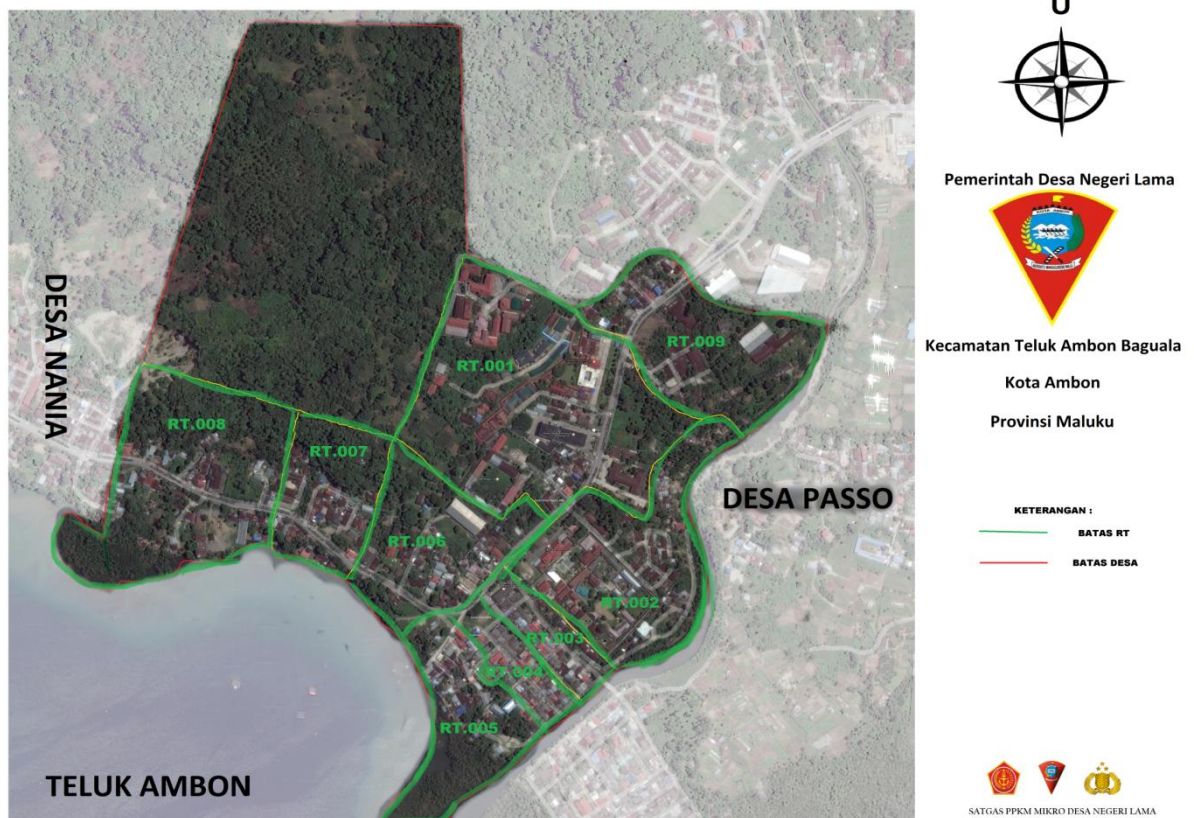 U
Pemerintah Desa Negeri Lama
KOTA AMBON
Kecamatan Teluk Ambon Baguala
Kota Ambon
Provinsi Maluku
KETERANGAN :
BATAS RT
BATAS DESA
SATGAS PPKM MIKRO DESA NEGERI LAMA
DESA NANIA
DESA PASSO
TELUK AMBON
RT.001
RT.009
RT.008
RT.007
RT.006
RT.002
RT.003
RT.004
RT.005